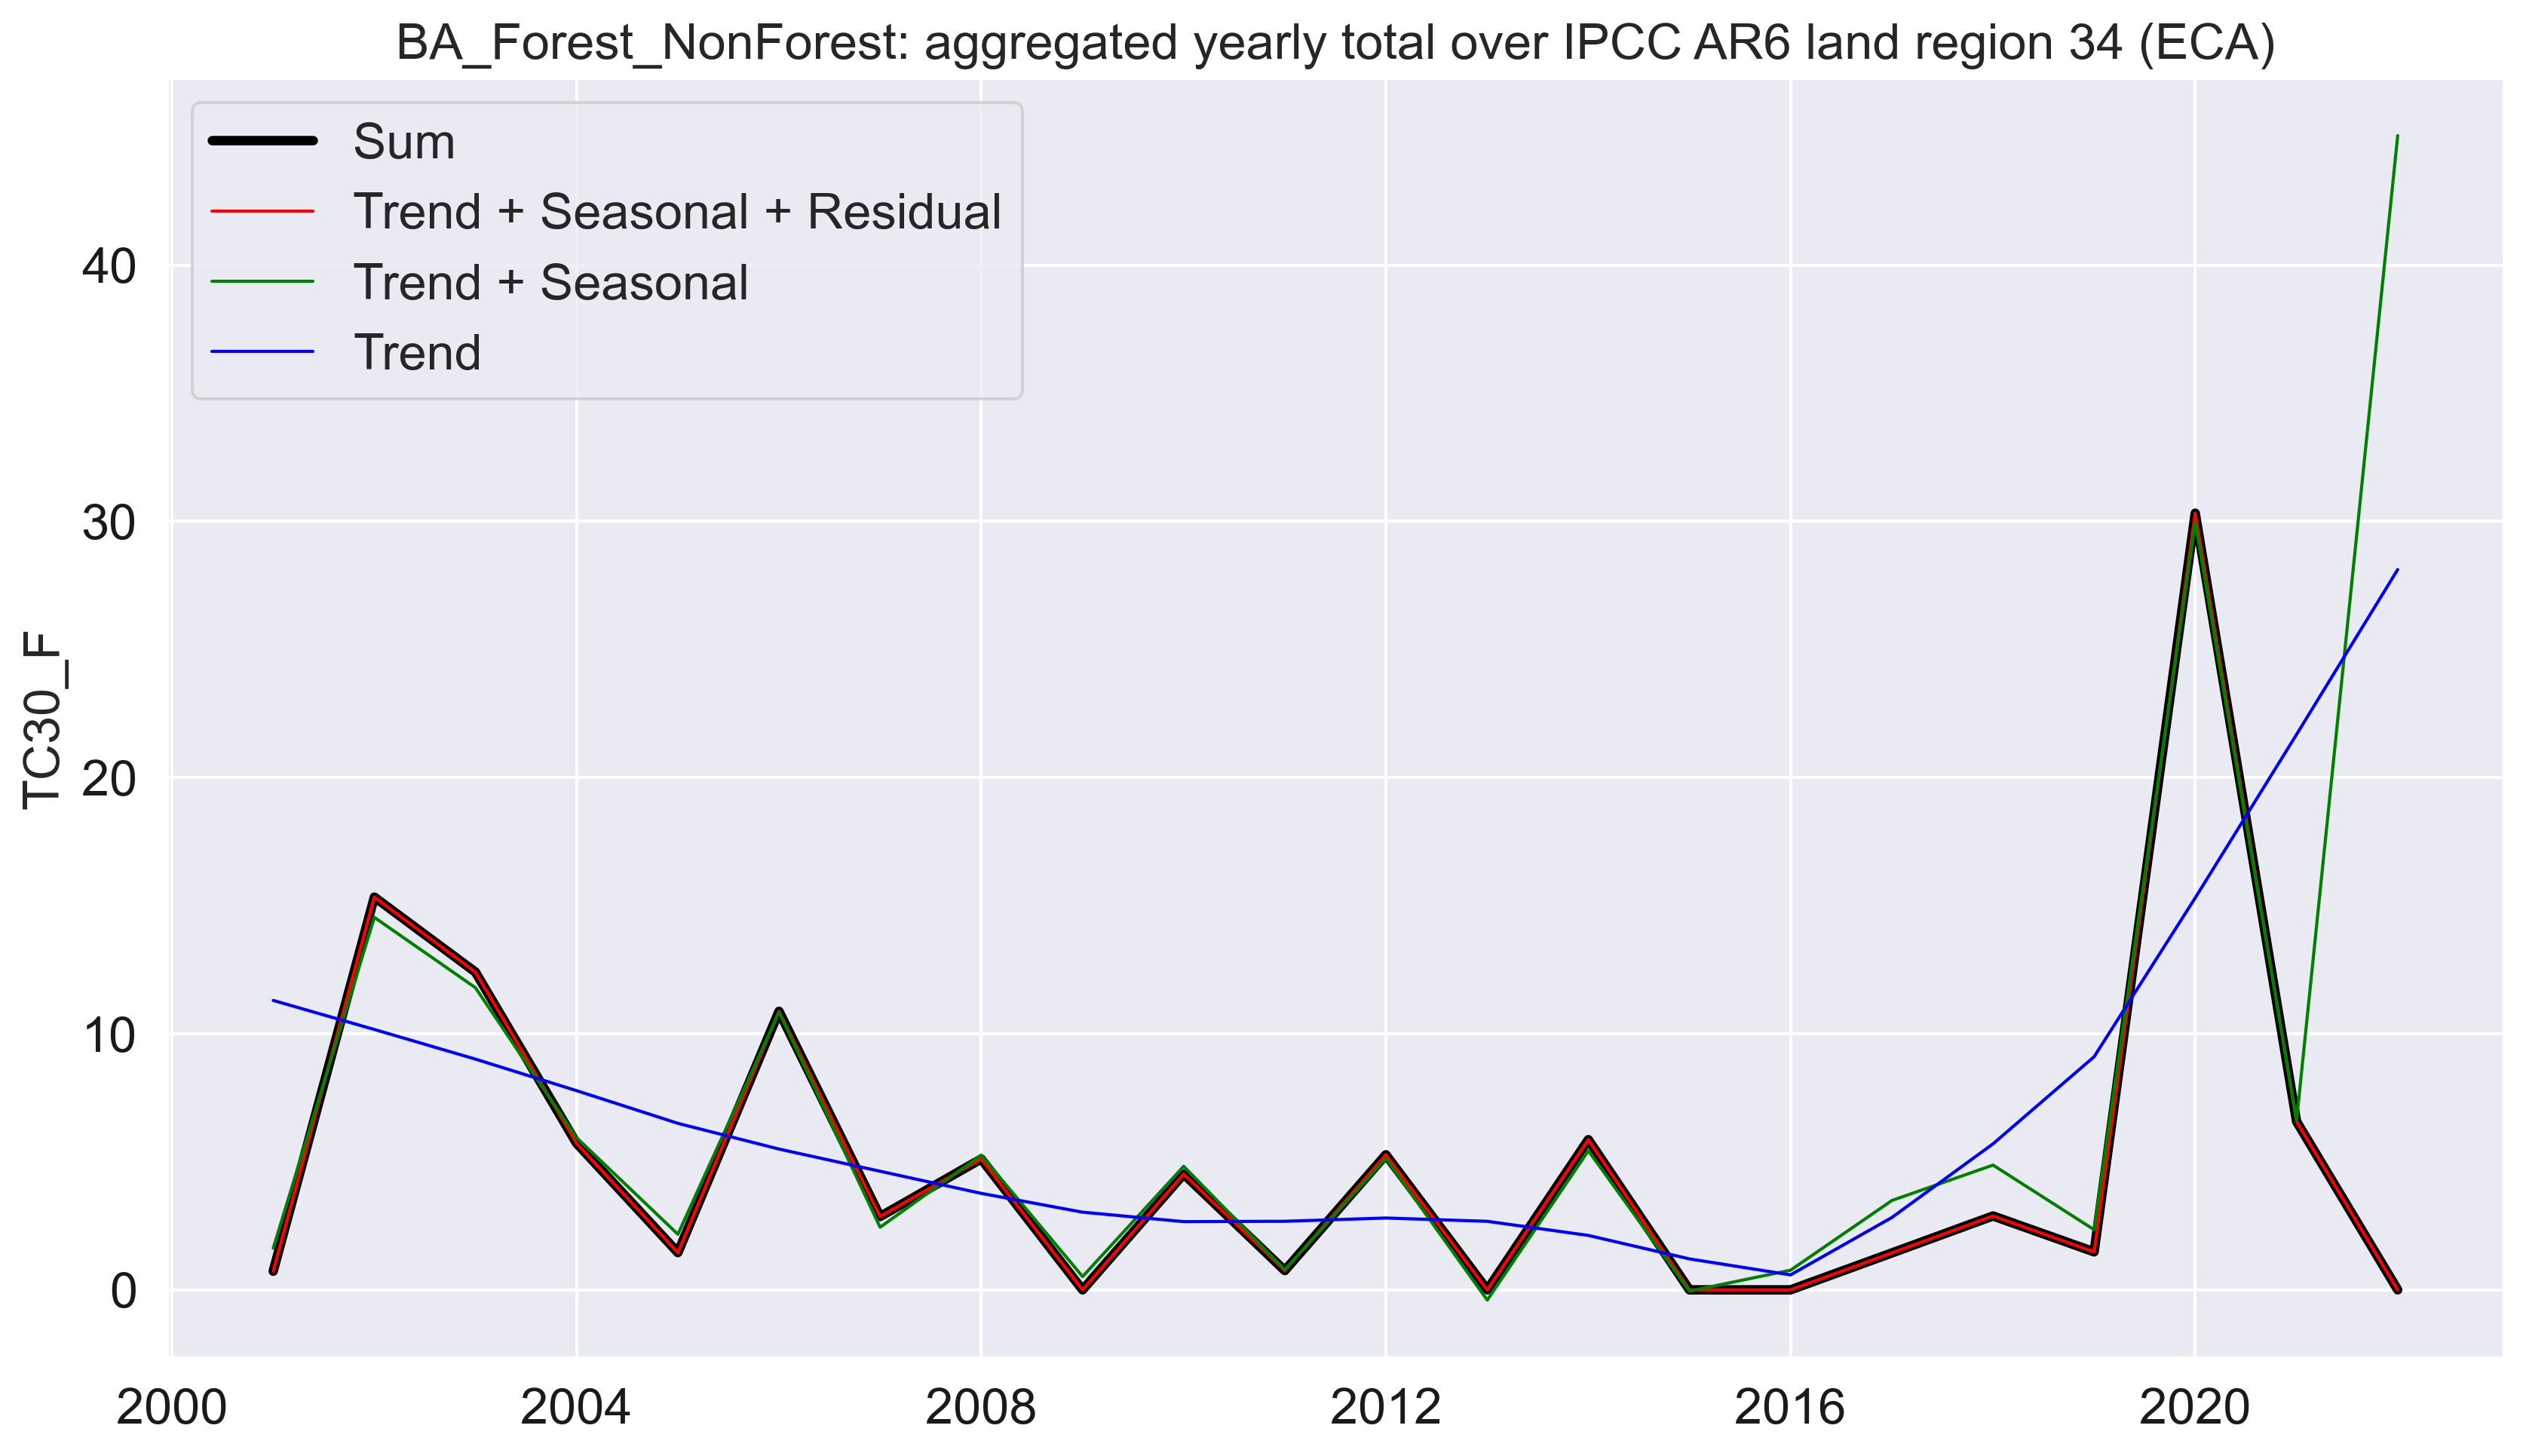 BA_Forest_NonForest: aggregated yearly total over IPCC AR6 land region 34 (ECA)
Sum
Trend + Seasonal + Residual
Trend + Seasonal
Trend
TC30_F
40
30
20
10
0
2000 2004 2008 2012 2016 2020